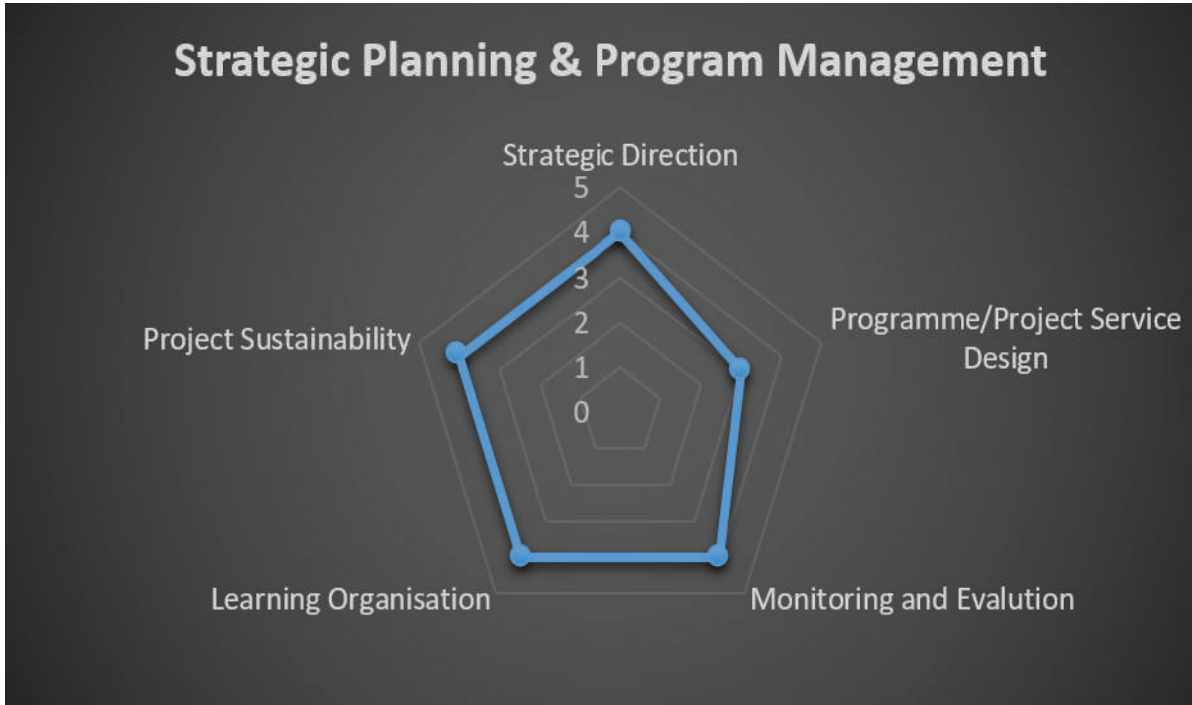 Strategic Planning & Program Management
Strategic Direction
5
4
3
2
1
0
Programme/Project Service
Design
Project Sustainability
Learning Organisation
Monitoring and Evalution